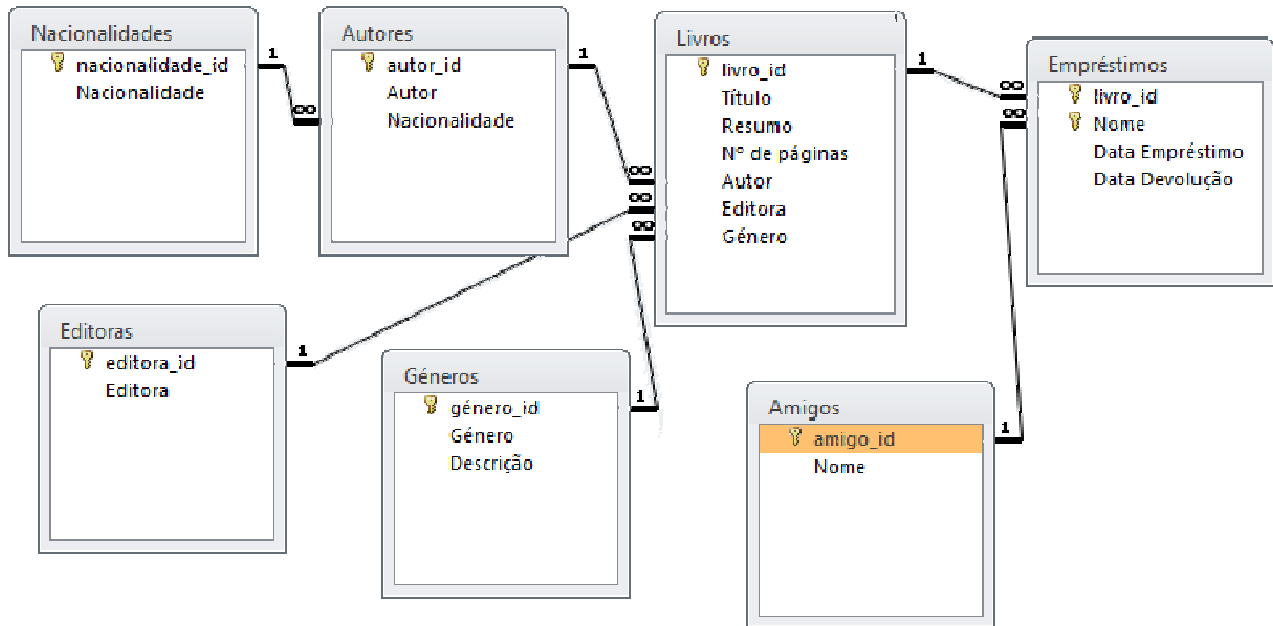 Nacionalidades
nacionalidade_id
Nacionalidade
1
∞
Autores
autor_id
Autor
Nacionalidade
1
∞
∞
∞
Livros
livro_id
Título
Resumo
Nº de páginas
Autor
Editora
Género
1
∞
∞
Empréstimos
livro_id
Nome
Data Empréstimo
Data Devolução
Editoras
editora_id
Editora
1
Géneros
género_id
Género
Descrição
1
Amigos
amigo_id
Nome
1